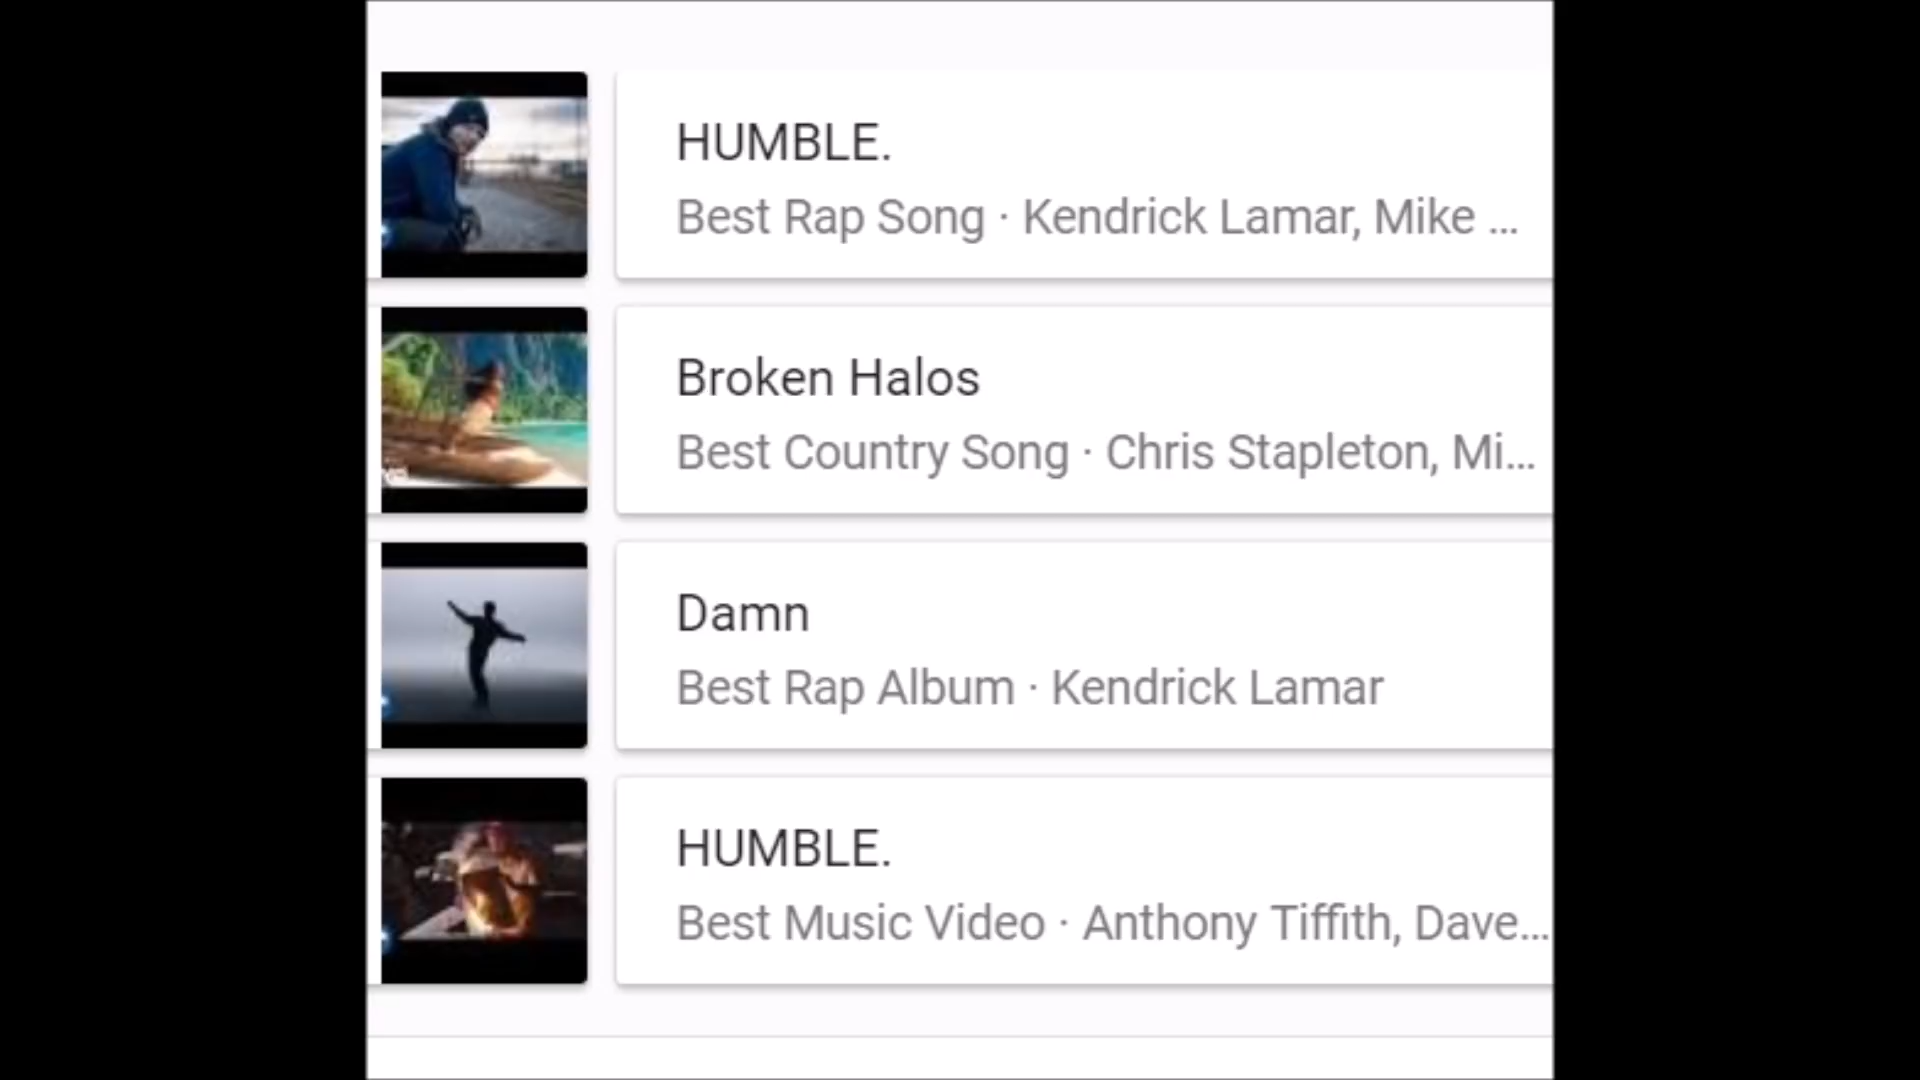 HUMBLE.
Best Rap Song · Kendrick Lamar, Mike ...
Broken Halos
Best Country Song · Chris Stapleton, Mi...
Damn
Best Rap Album · Kendrick Lamar
HUMBLE.
Best Music Video · Anthony Tiffith, Dave...